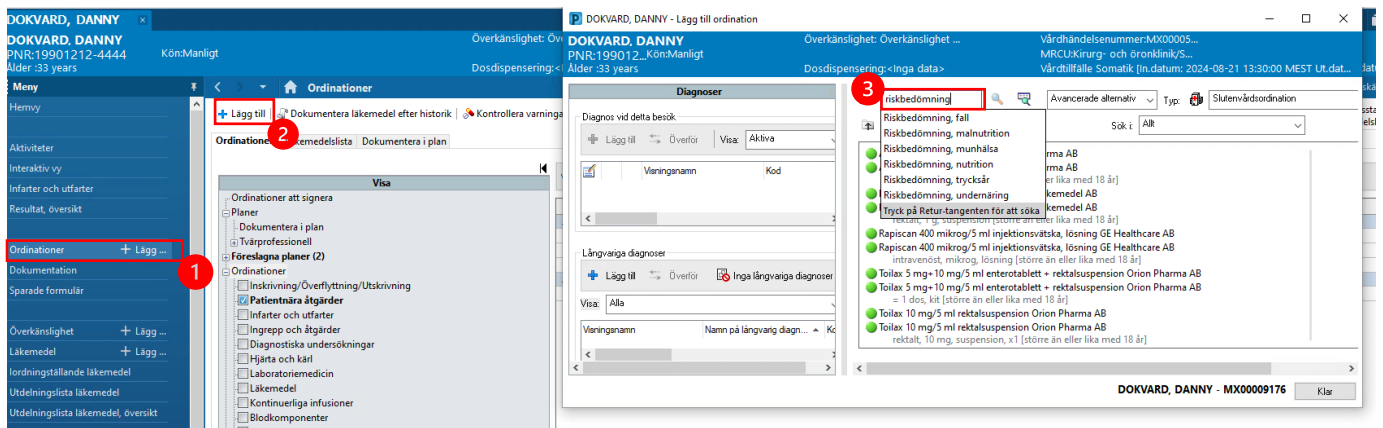 DOKVARD, DANNY
DOKVARD, DANNY
PNR:19901212-4444 Kön:Manligt
Ålder :33 years
Överkänslighet: Öv
Dosdispensering:<I
Meny
Hemvy
Aktiviteter
Interaktiv vy
Infarter och utfarter
Resultat, översikt
Ordinationer + Lägg ...
Dokumentation
Sparade formulär
Överkänslighet + Lägg ...
Läkemedel + Lägg ...
Iordningställande läkemedel
Utdelningslista läkemedel
Utdelningslista läkemedel, översikt
1
Ordinationer
+ Lägg till Dokumentera läkemedel efter historik Kontrollera varninga
2
Ordinatione emedelslista Dokumentera i plan
Visa
Ordinationer att signera
Planer
Dokumentera i plan
Tvärprofessionell
Föreslagna planer (2)
Ordinationer
Inskrivning/Överflyttning/Utskrivning
Patientnära åtgärder
Infarter och utfarter
Ingrepp och åtgärder
Diagnostiska undersökningar
Hjärta och kärl
Laboratoriemedicin
Läkemedel
Kontinuerliga infusioner
Blodkomponenter
P DOKVARD, DANNY - Lägg till ordination
DOKVARD, DANNY
PNR:199012...Kön:Manligt
Ålder :33 years
Överkänslighet: Överkänslighet ...
Dosdispensering:<Inga data>
Vårdhändelsenummer:MX00005...
MRCU:Kirurg- och öronklinik/S...
Vårdtillfälle Somatik [In.datum: 2024-08-21 13:30:00 MEST Ut.dat...
Diagnoser
Diagnos vid detta besök
Lägg till Överför Visa: Aktiva
Visningsnamn Kod
Långvariga diagnoser
Lägg till Överför Inga långvariga diagnoser
Visa: Alla
Visningsnamn Namn på långvarig diagn... Ko
3
riskbedömning Avancerade alternativ Typ: Slutenvårdsordination
Sök i: Allt
Riskbedömning, fall
Riskbedömning, malnutrition
Riskbedömning, munhälsa
Riskbedömning, nutrition
Riskbedömning, trycksår
Riskbedömning, undernäring
Tryck på Retur-tangenten för att söka
rma AB
rma AB
er lika med 18 år]
kemedel AB
kemedel AB
rektalt, 1 g, suspension [större än eller lika med 18 år]
Rapiscan 400 mikrog/5 ml injektionsvätska, lösning GE Healthcare AB
Rapiscan 400 mikrog/5 ml injektionsvätska, lösning GE Healthcare AB
intravenöst, mikrog, lösning [större än eller lika med 18 år]
Toilax 5 mg+10 mg/5 ml enterotablett + rektalsuspension Orion Pharma AB
Toilax 5 mg+10 mg/5 ml enterotablett + rektalsuspension Orion Pharma AB
= 1 dos, kit [större än eller lika med 18 år]
Toilax 10 mg/5 ml rektalsuspension Orion Pharma AB
Toilax 10 mg/5 ml rektalsuspension Orion Pharma AB
rektalt, 10 mg, suspension, x1 [större än eller lika med 18 år]
DOKVARD, DANNY - MX00009176 Klar